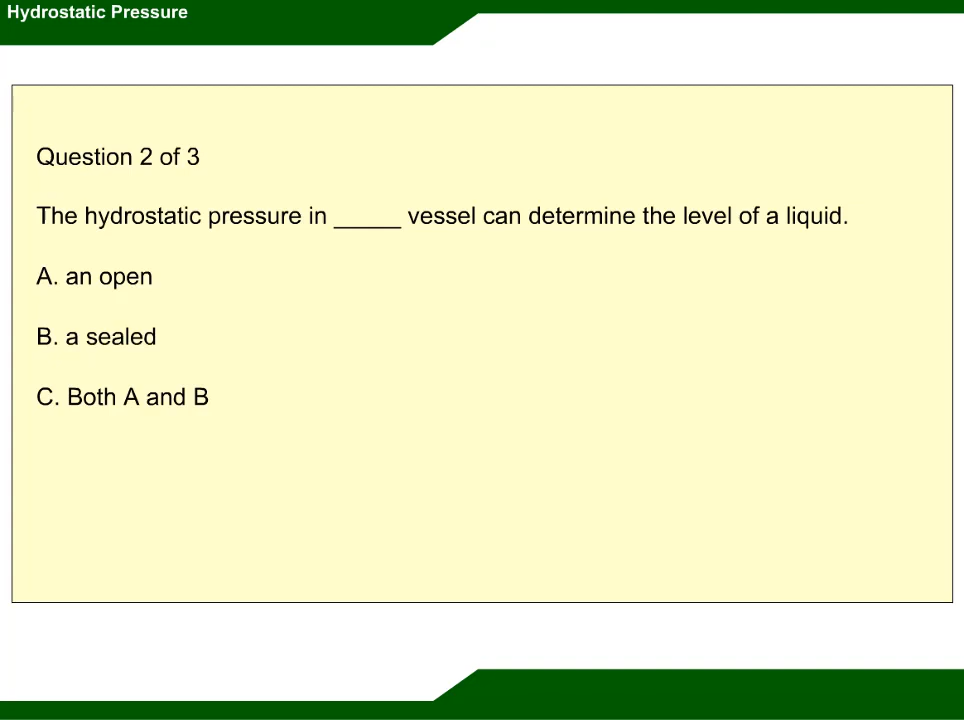 Hydrostatic Pressure
Question 2 of 3
The hydrostatic pressure in _____ vessel can determine the level of a liquid.
A. an open
B. a sealed
C. Both A and B